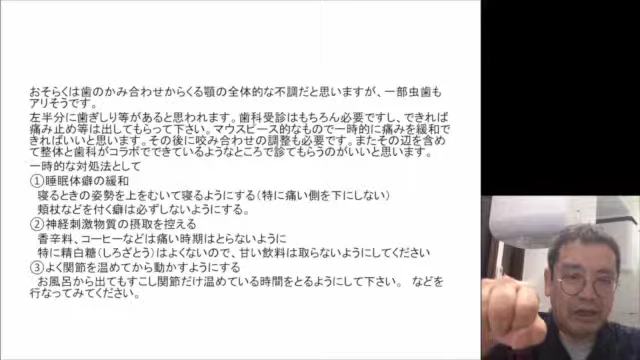 おそらくは歯のかみ合わせからくる顎の全体的な不調だと思いますが、一部虫歯も
アリそうです。
左半分に歯ぎしり等があると思われます。歯科受診はもちろん必要ですし、できれば
痛み止め等は出してもらって下さい。マウスピース的なもので一時的に痛みを緩和で
きればいいと思います。その後に咬み合わせの調整も必要です。またその辺を含め
て整体と歯科がコラボでできているようなところで診てもらうのがいいと思います。
一時的な対処法として
①睡眠体癖の緩和
寝るときの姿勢を上をむいて寝るようにする（特に痛い側を下にしない）
頬杖などを付く癖は必ずしないようにする。
②神経刺激物質の摂取を控える
香辛料、コーヒーなどは痛い時期はとらないように
特に精白糖（しろざとう）はよくないので、甘い飲料は取らないようにしてください
③よく関節を温めてから動かすようにする
お風呂から出てもすこし関節だけ温めている時間をとるようにして下さい。 などを
行なってみてください。